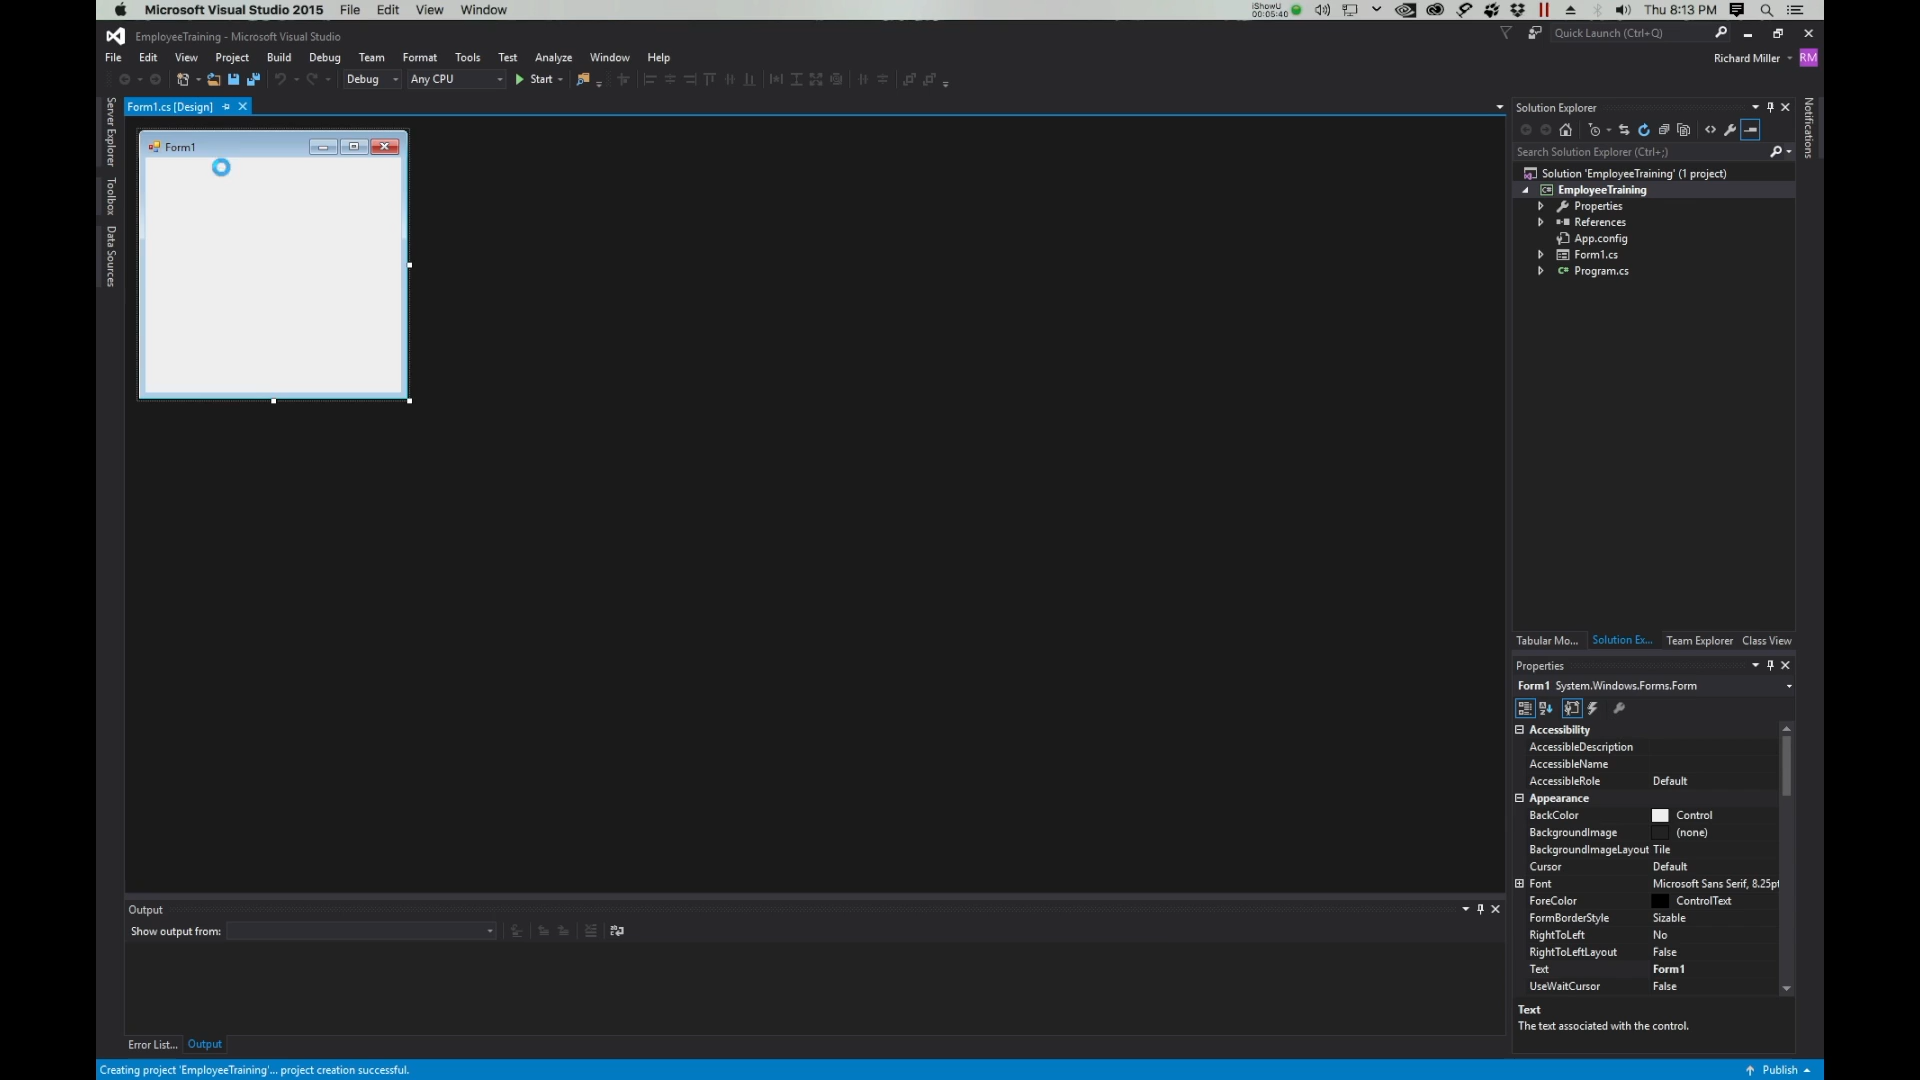 Microsoft Visual Studio 2015 File Edit View Window
iShowU
00:05:40
Thu 8:13 PM
EmployeeTraining - Microsoft Visual Studio
Quick Launch (Ctrl+Q)
File Edit View Project Build Debug Team Format Tools Test Analyze Window Help
Richard Miller
RM
Debug Any CPU Start
Server Explorer
Toolbox
Data Sources
Form1.cs [Design]
Form1
Solution Explorer
Search Solution Explorer (Ctrl+;)
Solution 'EmployeeTraining' (1 project)
EmployeeTraining
Properties
References
App.config
Form1.cs
C# Program.cs
Notifications
Tabular Mo... Solution Ex... Team Explorer Class View
Properties
Form1 System.Windows.Forms.Form
Accessibility
AccessibleDescription
AccessibleName
AccessibleRole Default
Appearance
BackColor Control
BackgroundImage (none)
BackgroundImageLayout Tile
Cursor Default
Font Microsoft Sans Serif, 8.25pt
ForeColor ControlText
FormBorderStyle Sizable
RightToLeft No
RightToLeftLayout False
Text Form1
UseWaitCursor False
Text
The text associated with the control.
Output
Show output from:
Error List... Output
Creating project 'EmployeeTraining'... project creation successful.
Publish